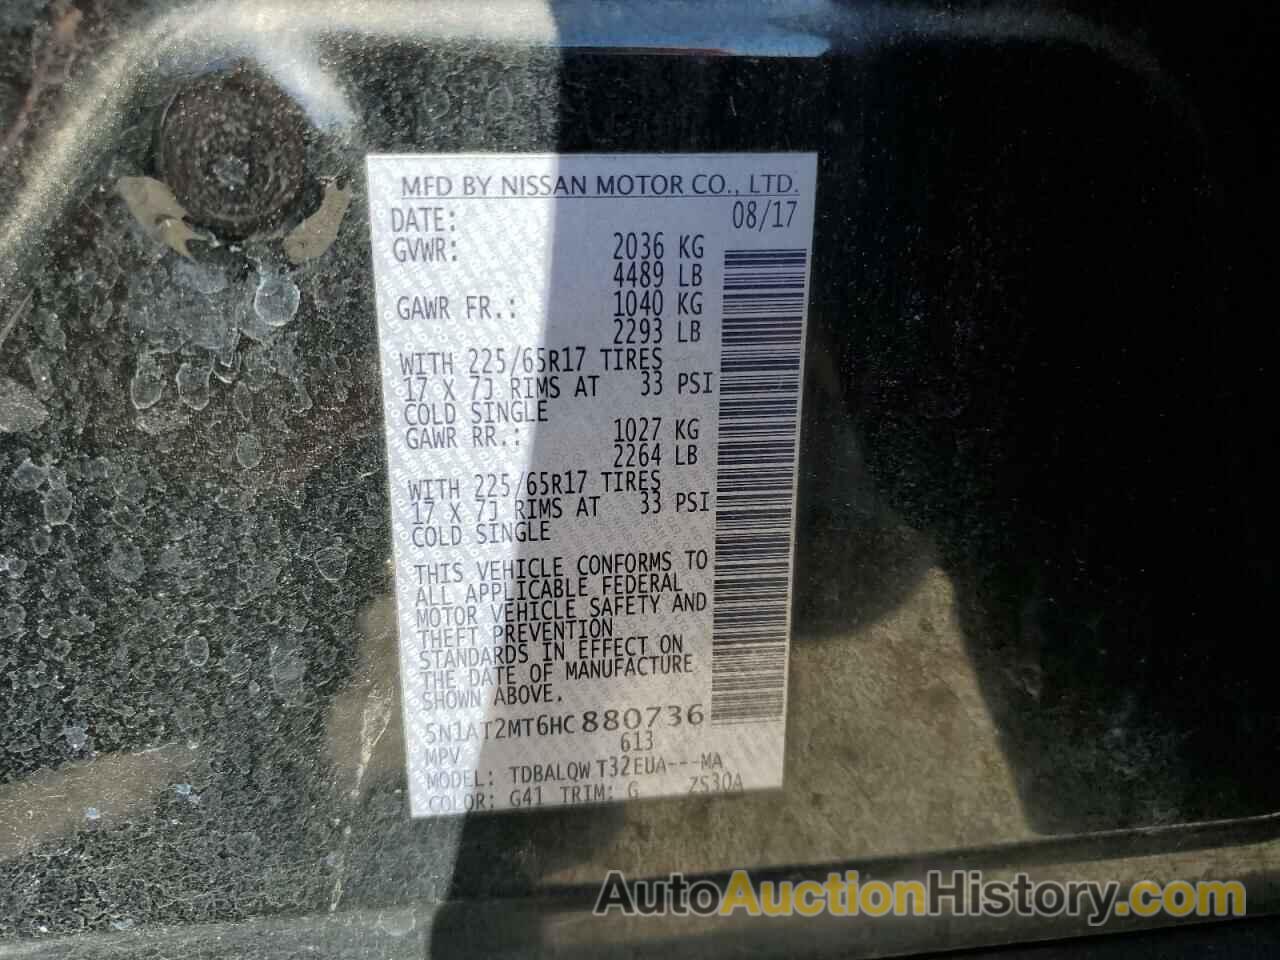 MFD BY NISSAN MOTOR CO., LTD.
DATE: 08/17
GVWR: 2036 KG
4489 LB
GAWR FR.: 1040 KG
2293 LB
WITH 225/65R17 TIRES
17 X 7J RIMS AT 33 PSI
COLD SINGLE
GAWR RR.: 1027 KG
2264 LB
WITH 225/65R17 TIRES
17 X 7J RIMS AT 33 PSI
COLD SINGLE
THIS VEHICLE CONFORMS TO
ALL APPLICABLE FEDERAL
MOTOR VEHICLE SAFETY AND
THEFT PREVENTION
STANDARDS IN EFFECT ON
THE DATE OF MANUFACTURE
SHOWN ABOVE.
5N1AT2MT6HC880736
MPV 613
MODEL: TDBALQW T32EUA---MA
COLOR: G41 TRIM: G ZS30A
AutoAuctionHistory.com